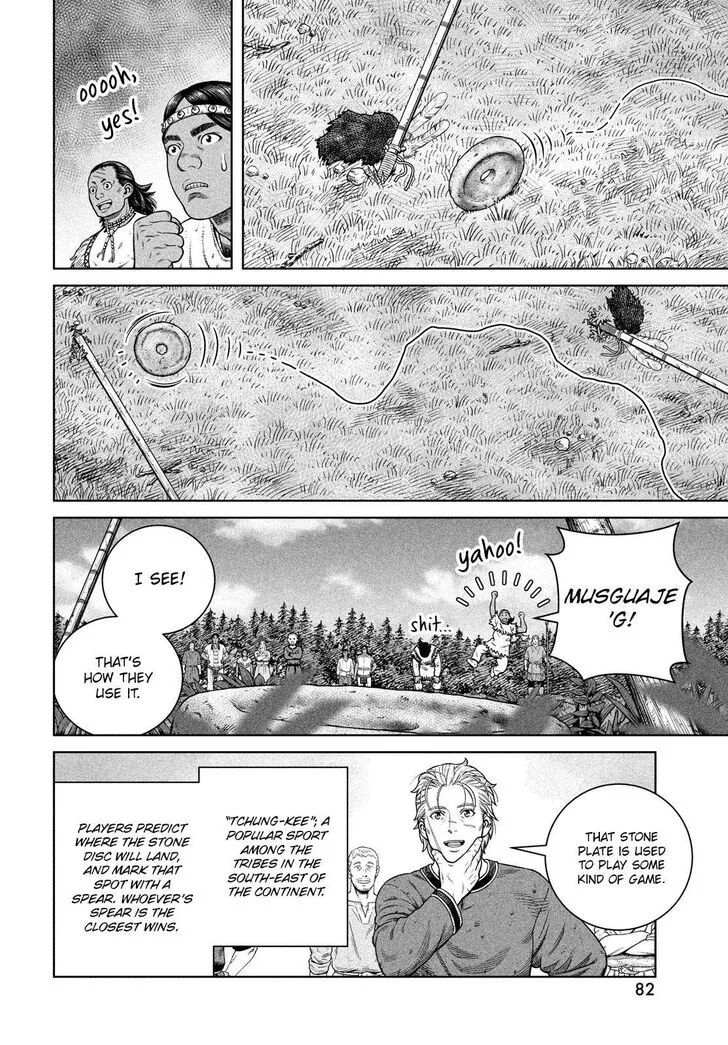 ooooh,
yes!
yahoo!
MUSGUAJE
'G!
shit..
I SEE!
THAT'S
HOW THEY
USE IT.
THAT STONE
PLATE IS USED
TO PLAY SOME
KIND OF GAME.
"TCHUNG-KEE"; A
POPULAR SPORT
AMONG THE
TRIBES IN THE
SOUTH-EAST OF
THE CONTINENT.
PLAYERS PREDICT
WHERE THE STONE
DISC WILL LAND,
AND MARK THAT
SPOT WITH A
SPEAR. WHOEVER'S
SPEAR IS THE
CLOSEST WINS.
82